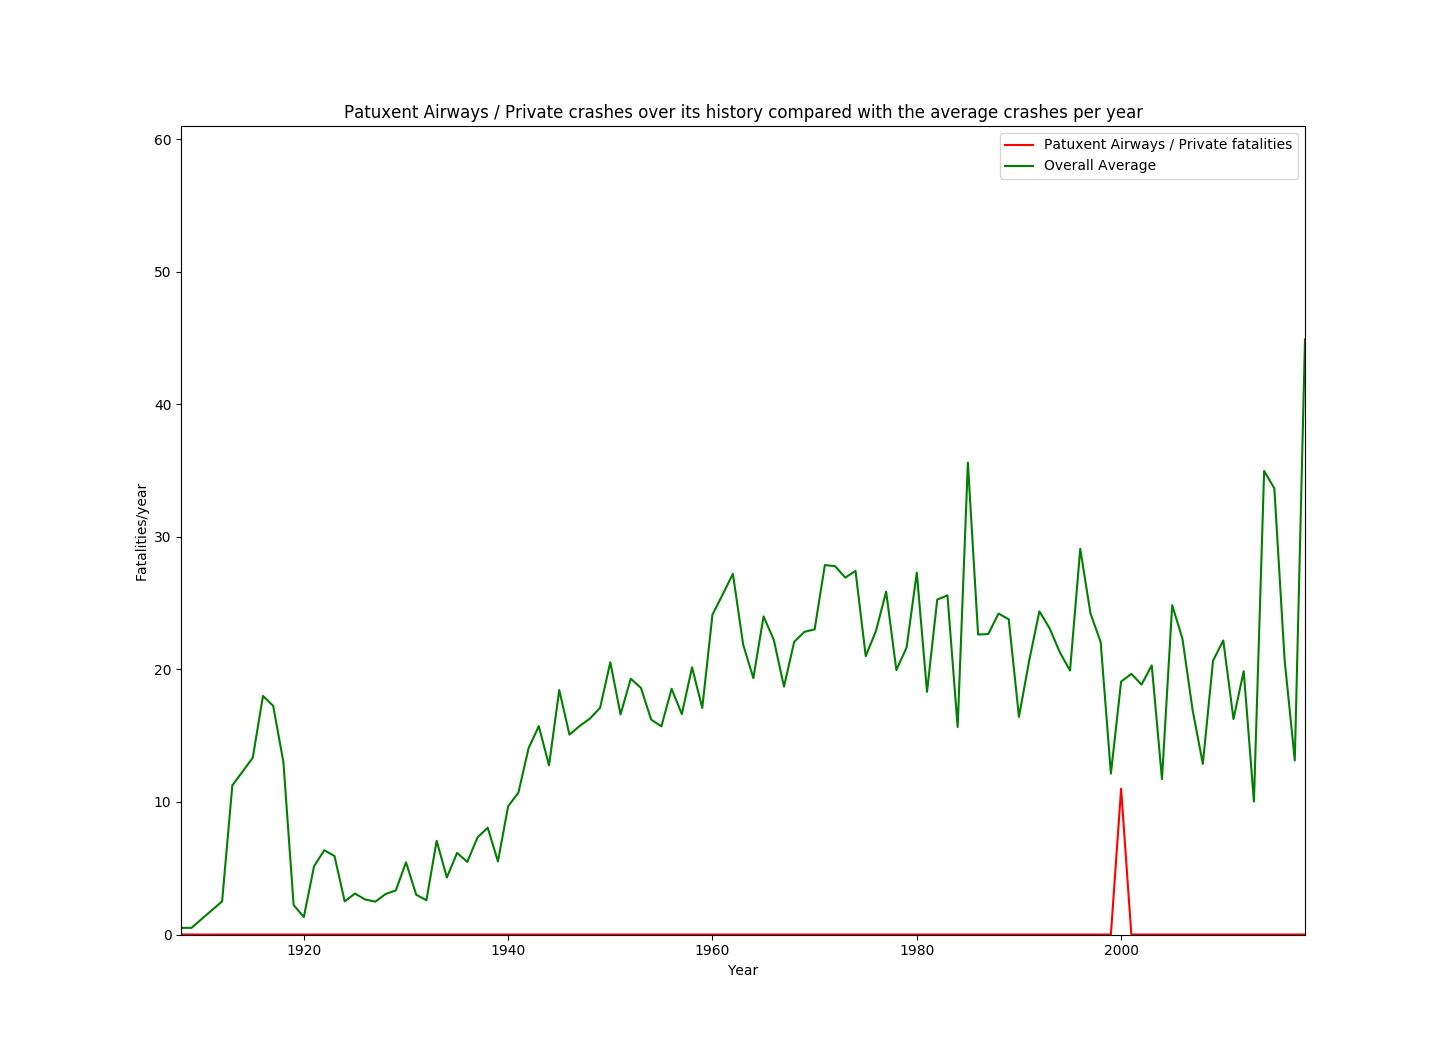 Patuxent Airways / Private crashes over its history compared with the average crashes per year
Patuxent Airways / Private fatalities
Overall Average
60
50
40
30
20
10
0
Fatalities/year
1920 1940 1960 1980 2000
Year